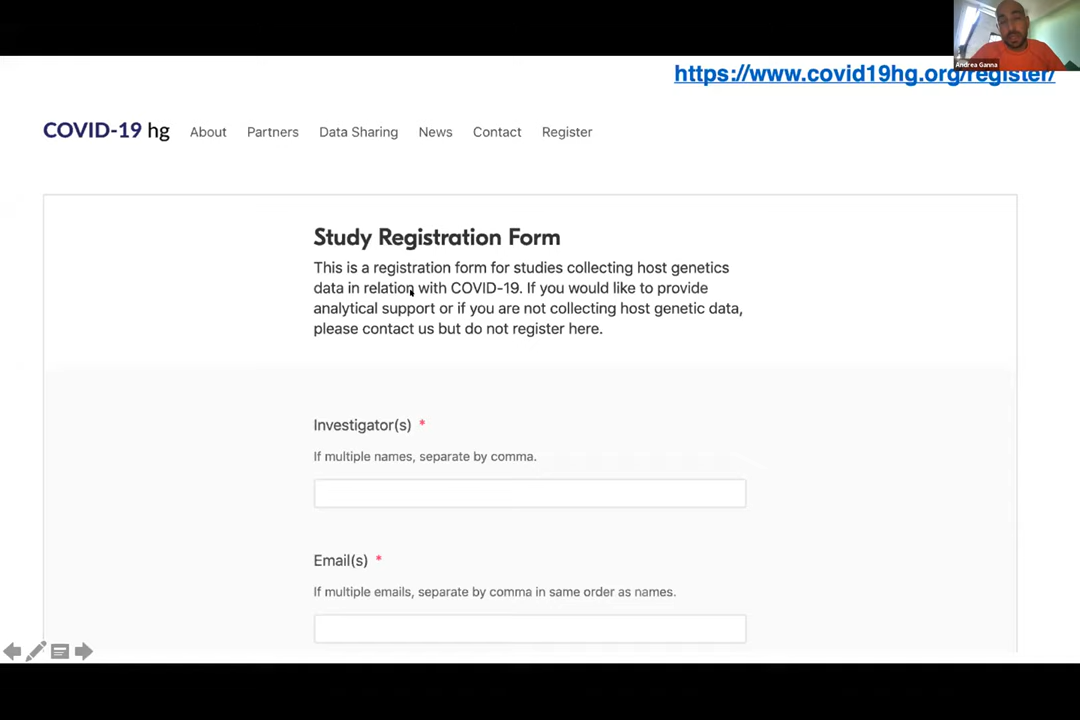 Andrea Ganna
https://www.covid19hg.org/register/
COVID-19 hg About Partners Data Sharing News Contact Register
Study Registration Form
This is a registration form for studies collecting host genetics
data in relation with COVID-19. If you would like to provide
analytical support or if you are not collecting host genetic data,
please contact us but do not register here.
Investigator(s) *
If multiple names, separate by comma.
Email(s) *
If multiple emails, separate by comma in same order as names.